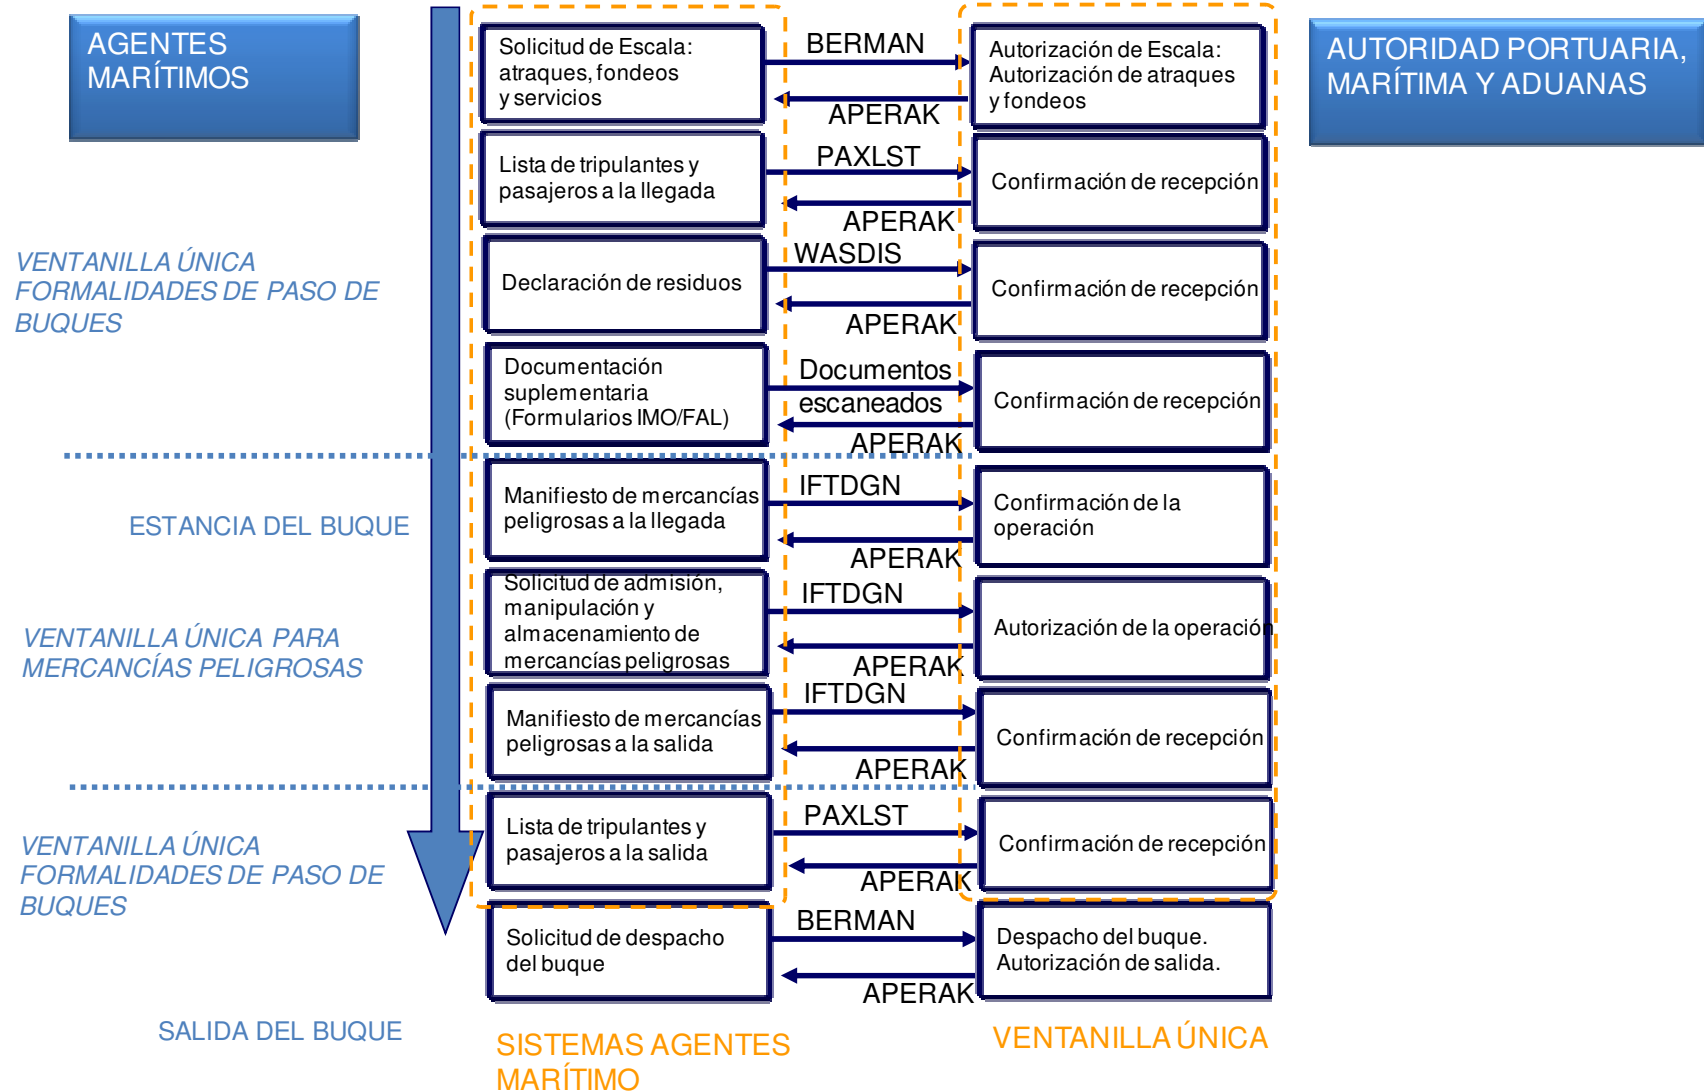 AGENTES
MARÍTIMOS
AUTORIDAD PORTUARIA,
MARÍTIMA Y ADUANAS
Solicitud de Escala:
atraques, fondeos
y servicios
BERMAN
APERAK
Autorización de Escala:
Autorización de atraques
y fondeos
Lista de tripulantes y
pasajeros a la llegada
PAXLST
APERAK
Confirmación de recepción
VENTANILLA ÚNICA
FORMALIDADES DE PASO DE
BUQUES
Declaración de residuos
WASDIS
APERAK
Confirmación de recepción
Documentación
suplementaria
(Formularios IMO/FAL)
Documentos
escaneados
APERAK
Confirmación de recepción
ESTANCIA DEL BUQUE
Manifiesto de mercancías
peligrosas a la llegada
IFTDGN
APERAK
Confirmación de la
operación
VENTANILLA ÚNICA PARA
MERCANCÍAS PELIGROSAS
Solicitud de admisión,
manipulación y
almacenamiento de
mercancías peligrosas
IFTDGN
APERAK
Autorización de la operación
Manifiesto de mercancías
peligrosas a la salida
IFTDGN
APERAK
Confirmación de recepción
VENTANILLA ÚNICA
FORMALIDADES DE PASO DE
BUQUES
Lista de tripulantes y
pasajeros a la salida
PAXLST
APERAK
Confirmación de recepción
Solicitud de despacho
del buque
BERMAN
APERAK
Despacho del buque.
Autorización de salida.
SALIDA DEL BUQUE
SISTEMAS AGENTES
MARÍTIMO
VENTANILLA ÚNICA